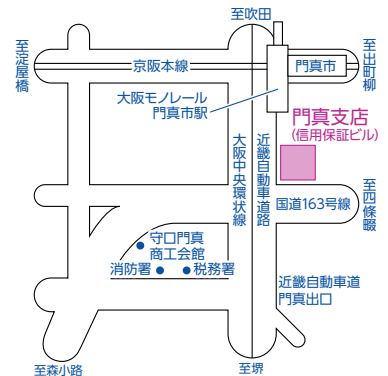 至吹田
至淀屋橋
京阪本線
門真市
至出町柳
大阪モノレール
門真市駅
門真支店
(信用保証ビル)
大阪中央環状線
近畿自動車道路
国道163号線
至四條畷
守口門真
商工会館
消防署
税務署
近畿自動車道
門真出口
至森小路
至堺